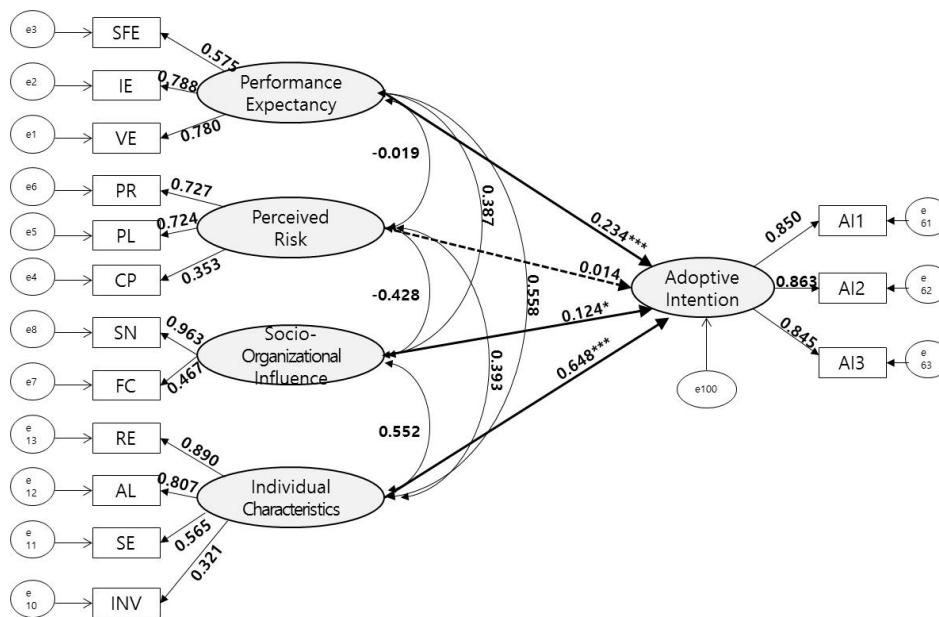 e3
SFE
0.575
e2
IE
0.788
e1
VE
0.780
Performance
Expectancy
e6
PR
0.727
e5
PL
0.724
e4
CP
0.353
Perceived
Risk
e8
SN
0.963
e7
FC
0.467
Socio-
Organizational
Influence
e
13
RE
0.890
e
12
AL
0.807
e
11
SE
0.565
e
10
INV
0.321
Individual
Characteristics
-0.019
0.387
0.558
-0.428
0.393
0.552
0.234***
0.014
0.124*
0.648***
Adoptive
Intention
e100
0.850
AI1
e
61
0.863
AI2
e
62
0.845
AI3
e
63